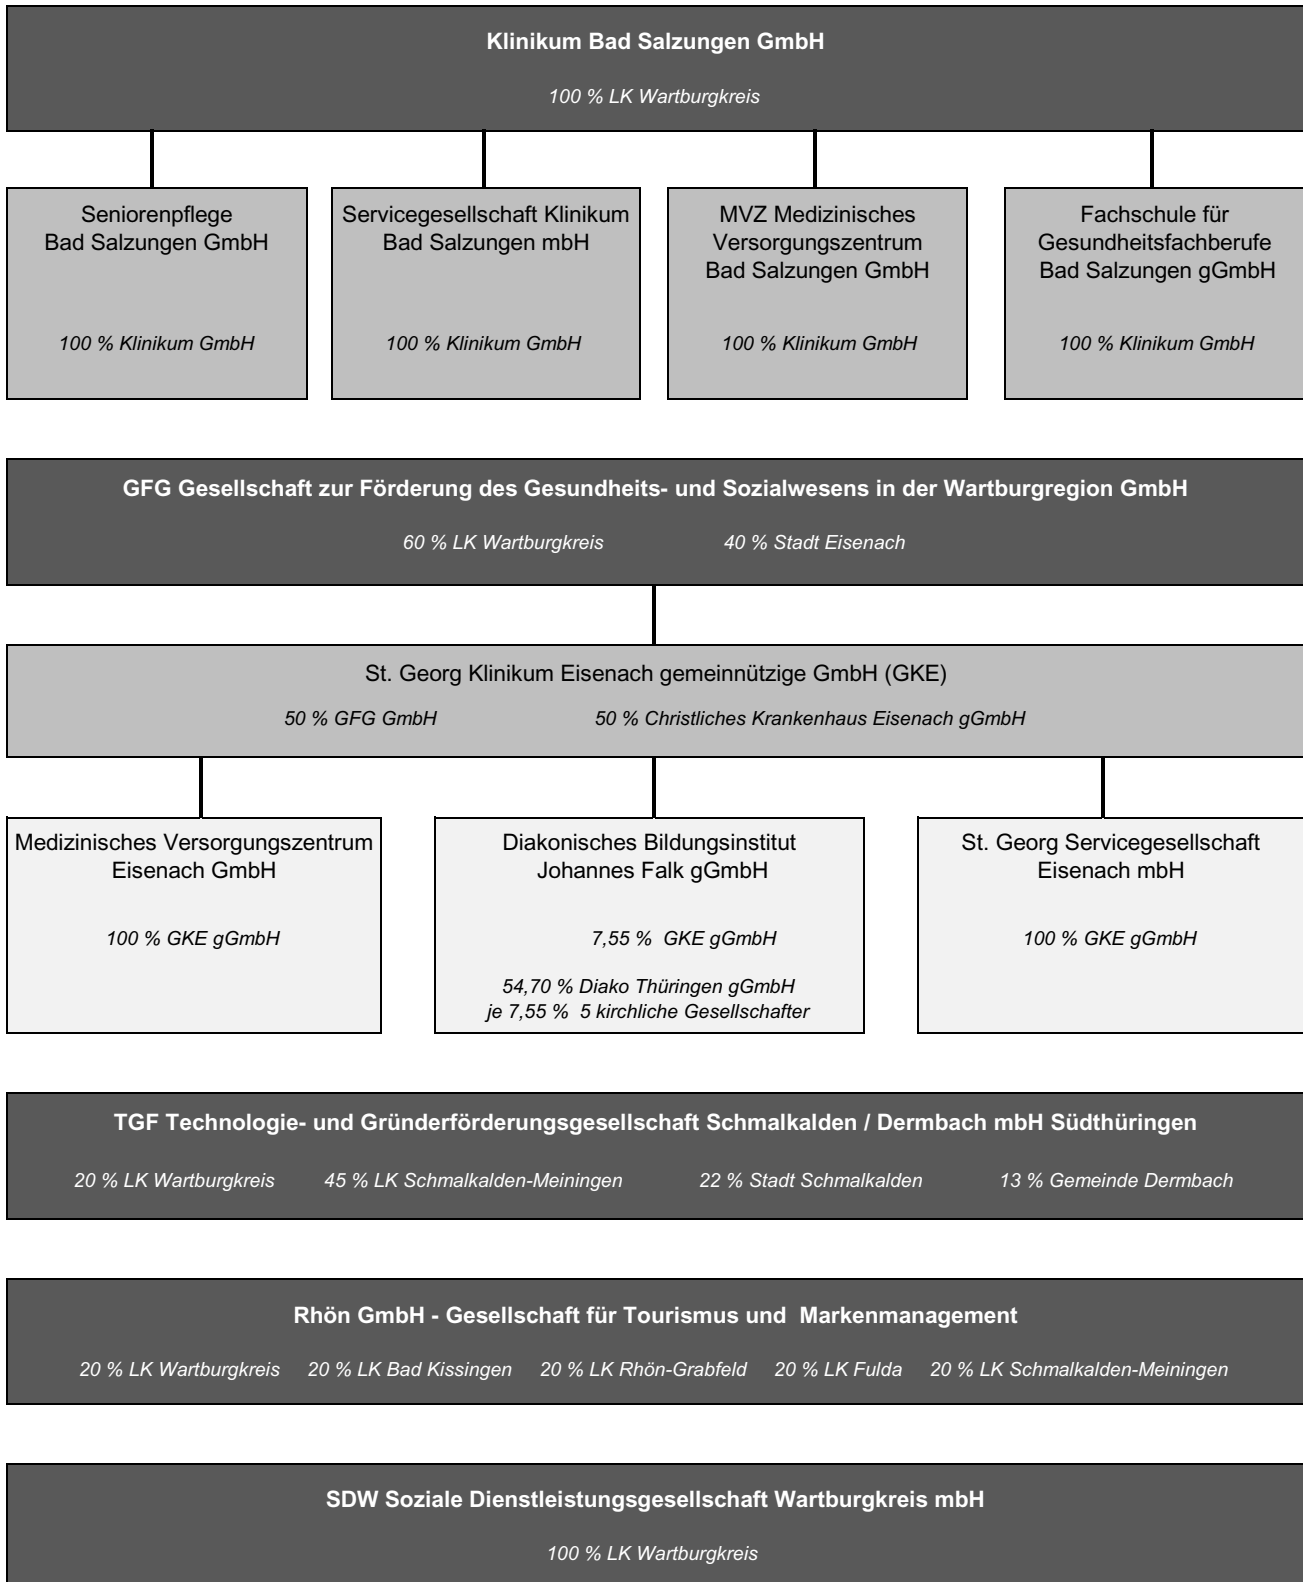 Klinikum Bad Salzungen GmbH
100 % LK Wartburgkreis
Seniorenpflege
Bad Salzungen GmbH
100 % Klinikum GmbH
Servicegesellschaft Klinikum
Bad Salzungen mbH
100 % Klinikum GmbH
MVZ Medizinisches
Versorgungszentrum
Bad Salzungen GmbH
100 % Klinikum GmbH
Fachschule für
Gesundheitsfachberufe
Bad Salzungen gGmbH
100 % Klinikum GmbH
GFG Gesellschaft zur Förderung des Gesundheits- und Sozialwesens in der Wartburgregion GmbH
60 % LK Wartburgkreis 40 % Stadt Eisenach
St. Georg Klinikum Eisenach gemeinnützige GmbH (GKE)
50 % GFG GmbH 50 % Christliches Krankenhaus Eisenach gGmbH
Medizinisches Versorgungszentrum
Eisenach GmbH
100 % GKE gGmbH
Diakonisches Bildungsinstitut
Johannes Falk gGmbH
7,55 % GKE gGmbH
54,70 % Diako Thüringen gGmbH
je 7,55 % 5 kirchliche Gesellschafter
St. Georg Servicegesellschaft
Eisenach mbH
100 % GKE gGmbH
TGF Technologie- und Gründerförderungsgesellschaft Schmalkalden / Dermbach mbH Südthüringen
20 % LK Wartburgkreis 45 % LK Schmalkalden-Meiningen 22 % Stadt Schmalkalden 13 % Gemeinde Dermbach
Rhön GmbH - Gesellschaft für Tourismus und Markenmanagement
20 % LK Wartburgkreis 20 % LK Bad Kissingen 20 % LK Rhön-Grabfeld 20 % LK Fulda 20 % LK Schmalkalden-Meiningen
SDW Soziale Dienstleistungsgesellschaft Wartburgkreis mbH
100 % LK Wartburgkreis